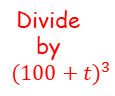 Divide
by
(100 + t)³